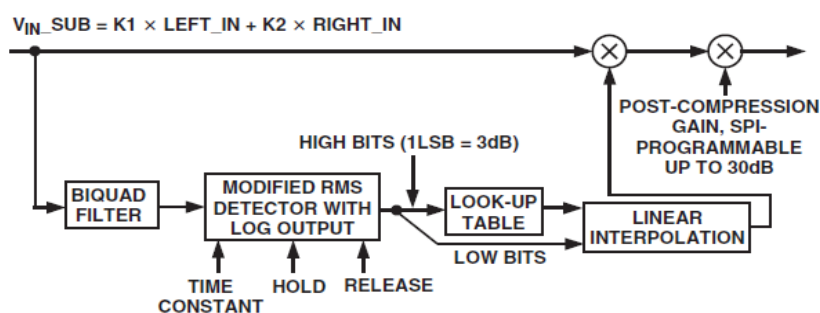 VIN_SUB = K1 × LEFT_IN + K2 × RIGHT_IN
POST-COMPRESSION
GAIN, SPI-
PROGRAMMABLE
UP TO 30dB
HIGH BITS (1LSB = 3dB)
BIQUAD
FILTER
MODIFIED RMS
DETECTOR WITH
LOG OUTPUT
LOOK-UP
TABLE
LINEAR
INTERPOLATION
LOW BITS
TIME
CONSTANT
HOLD
RELEASE